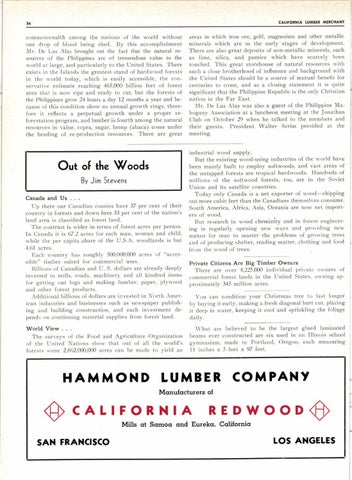 56
CALIFORNIA LUMBER MERCHANT
commonwealth among the nations of the world without
one drop of blood being shed. By this accomplishment
Mr. De Las Alas brought out the fact that the natural re-
sources of the Philippines are of tremendous value to the
world at large, and particularly to the United States. There
exists in the Islands the greatest stand of hardwood forests
in the world today, which is easily accessible, the con-
servative estimate reaching 465,000 billion feet of forest
area that is now ripe and ready to cut, but the forests of
the Philippines grow 24 hours a day 12 months a year and be-
cause of this condition show no annual growth rings, there-
fore it reflects a perpetual growth under a proper re-
forestation program, and lumber is fourth among the natural
resources in value, copra, sugar, hemp (abaca) come under
the heading of re-production resources. There are great
areas in which iron ore, gold, magnesium and other metallic
minerals which are in the early stages of development.
There are also great deposits of non-metallic minerals, such
as lime, silica, and pumice which have scarcely been
touched. This great storehouse of natural resources with
such a close brotherhood of influence and background with
the United States should be a source of mutual benefit for
centuries to come, and as a closing statement it is quite
significant that the Philippine Republic is the only Christian
nation in the Far East.
Mr. De Las Alas was also a guest of the Philippine Ma-
hogany Association at a luncheon meeting at the Jonathan
Club on October 29 when he talked to the members and
their guests. President Walter Scrim presided at the
meeting.
Out of the Woods
By Jim Stevens
Canada and Us . . .
Up there our Canadian cousins have 37 per cent of their
country in forests and down here 33 per cent of the nation's
land area is classified as forest land.
The contrast is wider in terms of forest acres per person.
In Canada it is 67.2 acres for each man, woman and child,
while the per capita share of the U.S.A. woodlands is but
4.64 acres.
Each country has roughly 500,000,000 acres of "acces-
sible" timber suited for commercial uses.
Billions of Canadian and U. S. dollars are already deeply
invested in mills, roads, machinery and all kindred items
for getting out logs and making lumber, paper, plywood
and other forest products.
Additional billions of dollars are invested in North Amer-
ican industries and businesses such as newspaper publish-
ing and building construction, and each investment de-
pends on continuing material supplies from forest land.
World View . . .
The surveys of the Food and Agriculture Organization
of the United Nations show that out of all the world's
forests some 2,862,000,000 acres can be made to yield an
industrial wood supply.
But the existing wood-using industries of the world have
been mainly built to employ softwoods, and vast areas of
the untapped forests are tropical hardwoods. Hundreds of
millions of the softwood forests, too, are in the Soviet
Union and its satellite countries.
Today only Canada is a net exporter of wood—shipping
out more cubic feet than the Canadians themselves consume.
South America, Africa, Asia, Oceania are now net import-
ers of wood.
But research in wood chemistry and in forest engineer-
ing is regularly opening new ways and providing new
means for man to master the problems of growing trees
and of producing shelter, reading matter, clothing and food
from the wood of trees.
Private Citizens Are Big Timber Owners
There are over 4,225,000 individual private owners of
commercial forest lands in the United States, owning ap-
proximately 345 million acres.
You can condition your Christmas tree to last longer
by buying it early, making a fresh diagonal butt cut, placing
it deep in water, keeping it cool and sprinkling the foliage
daily.
What are believed to be the largest glued laminated
beams ever constructed are six used in an Illinois school
gymnasium, made in Portland, Oregon, each measuring
11 inches x 3 feet x 97 feet.
HAMMOND LUMBER COMPANY
Manufacturers of
CALIFORNIA REDWOOD
Mills at Samoa and Eureka, California
SAN FRANCISCO
LOS ANGELES